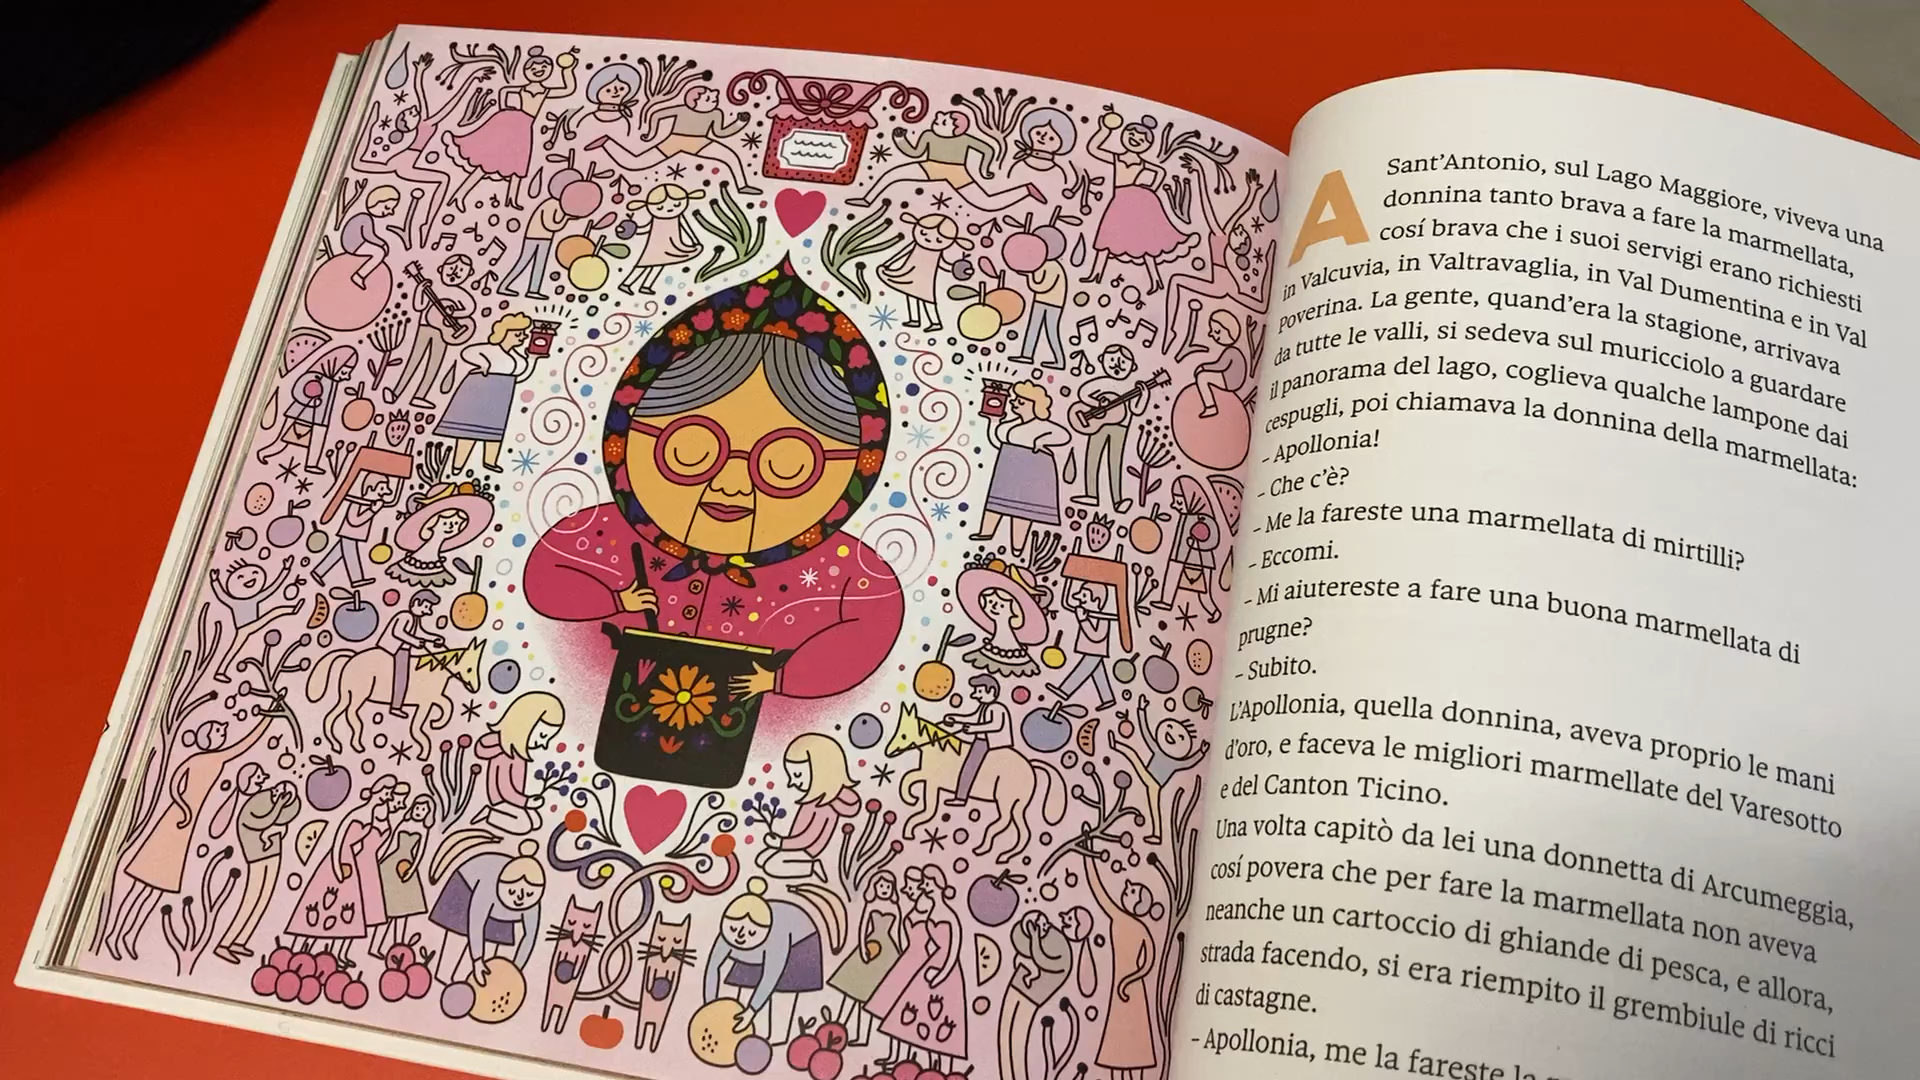 A Sant'Antonio, sul Lago Maggiore, viveva una
donnina tanto brava a fare la marmellata,
cosí brava che i suoi servigi erano richiesti
in Valcuvia, in Valtravaglia, in Val Dumentina e in Val
Poverina. La gente, quand'era la stagione, arrivava
da tutte le valli, si sedeva sul muricciolo a guardare
il panorama del lago, coglieva qualche lampone dai
cespugli, poi chiamava la donnina della marmellata:
- Apollonia!
- Che c'è?
- Me la fareste una marmellata di mirtilli?
- Eccomi.
- Mi aiutereste a fare una buona marmellata di
prugne?
- Subito.
L'Apollonia, quella donnina, aveva proprio le mani
d'oro, e faceva le migliori marmellate del Varesotto
e del Canton Ticino.
Una volta capitò da lei una donnetta di Arcumeggia,
cosí povera che per fare la marmellata non aveva
neanche un cartoccio di ghiande di pesca, e allora,
strada facendo, si era riempito il grembiule di ricci
di castagne.
- Apollonia, me la fareste la